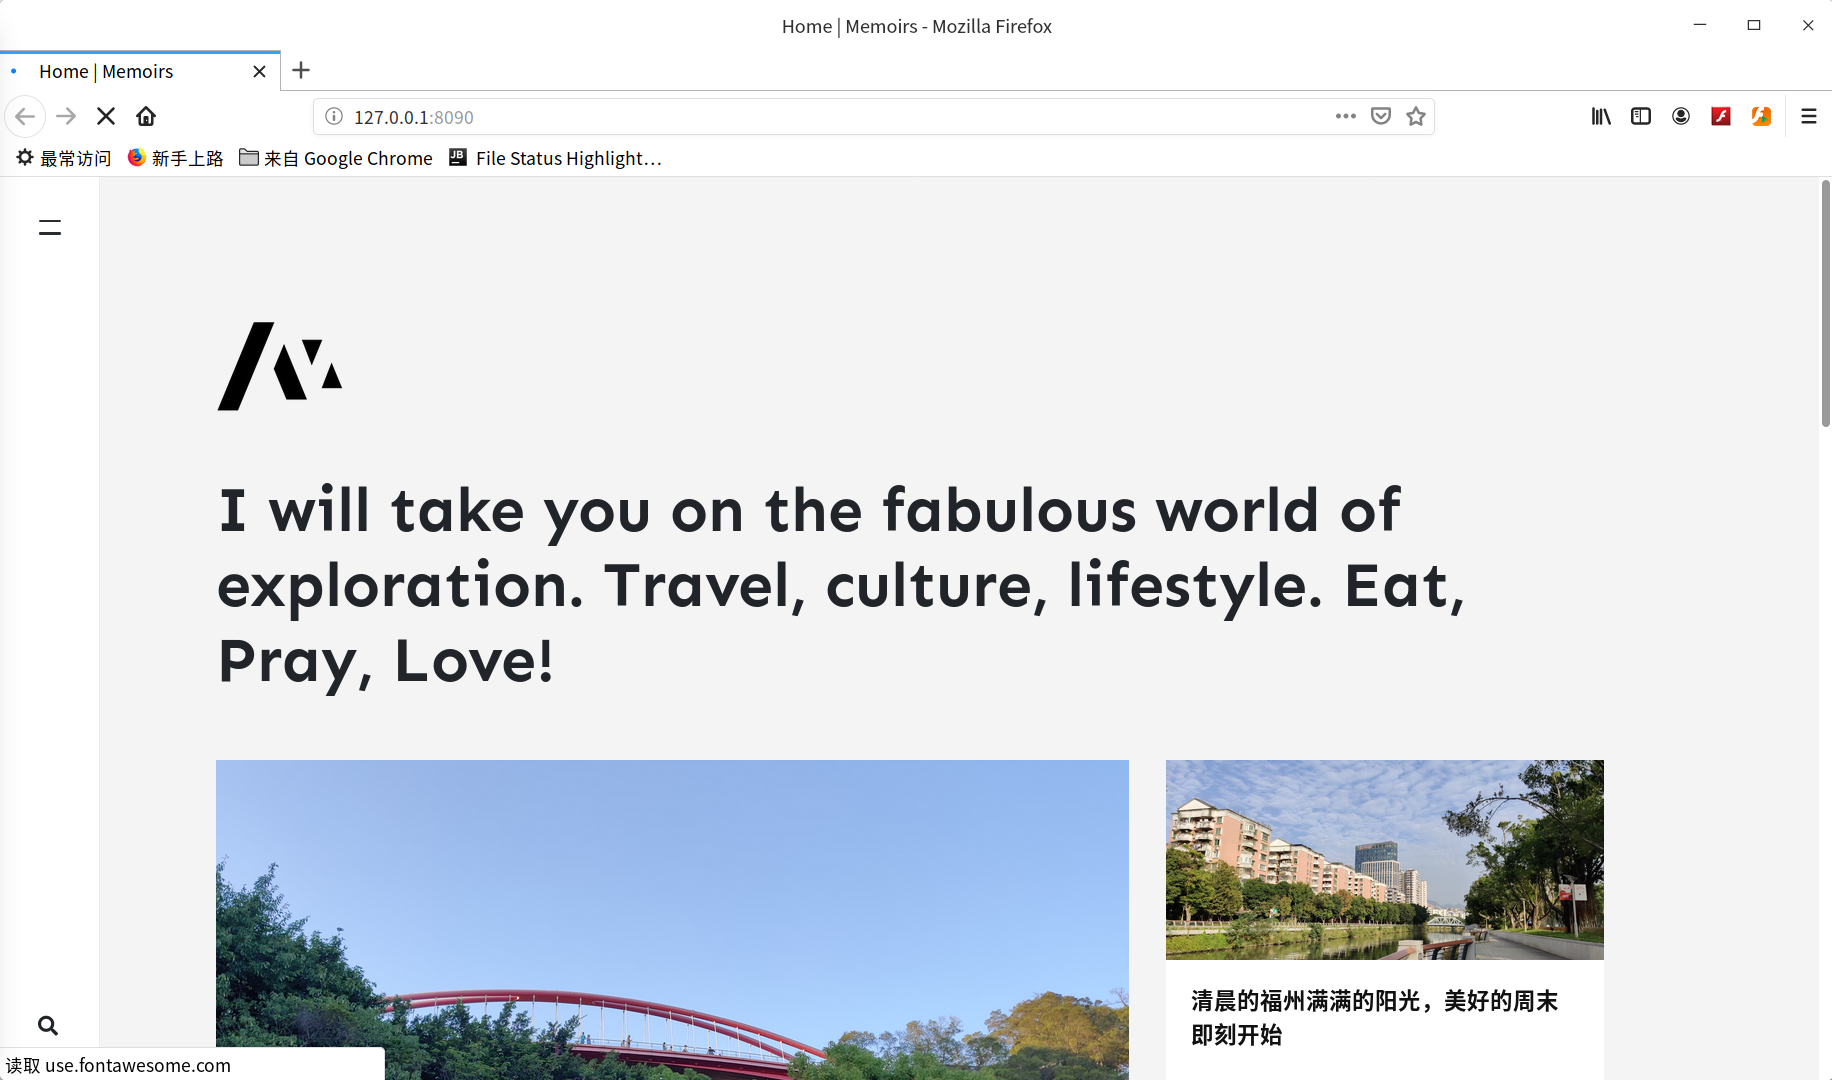 Home | Memoirs - Mozilla Firefox
Home | Memoirs
127.0.0.1:8090
最常访问 新手上路 来自 Google Chrome JB File Status Highlight…
I will take you on the fabulous world of
exploration. Travel, culture, lifestyle. Eat,
Pray, Love!
清晨的福州满满的阳光，美好的周末
即刻开始
读取 use.fontawesome.com